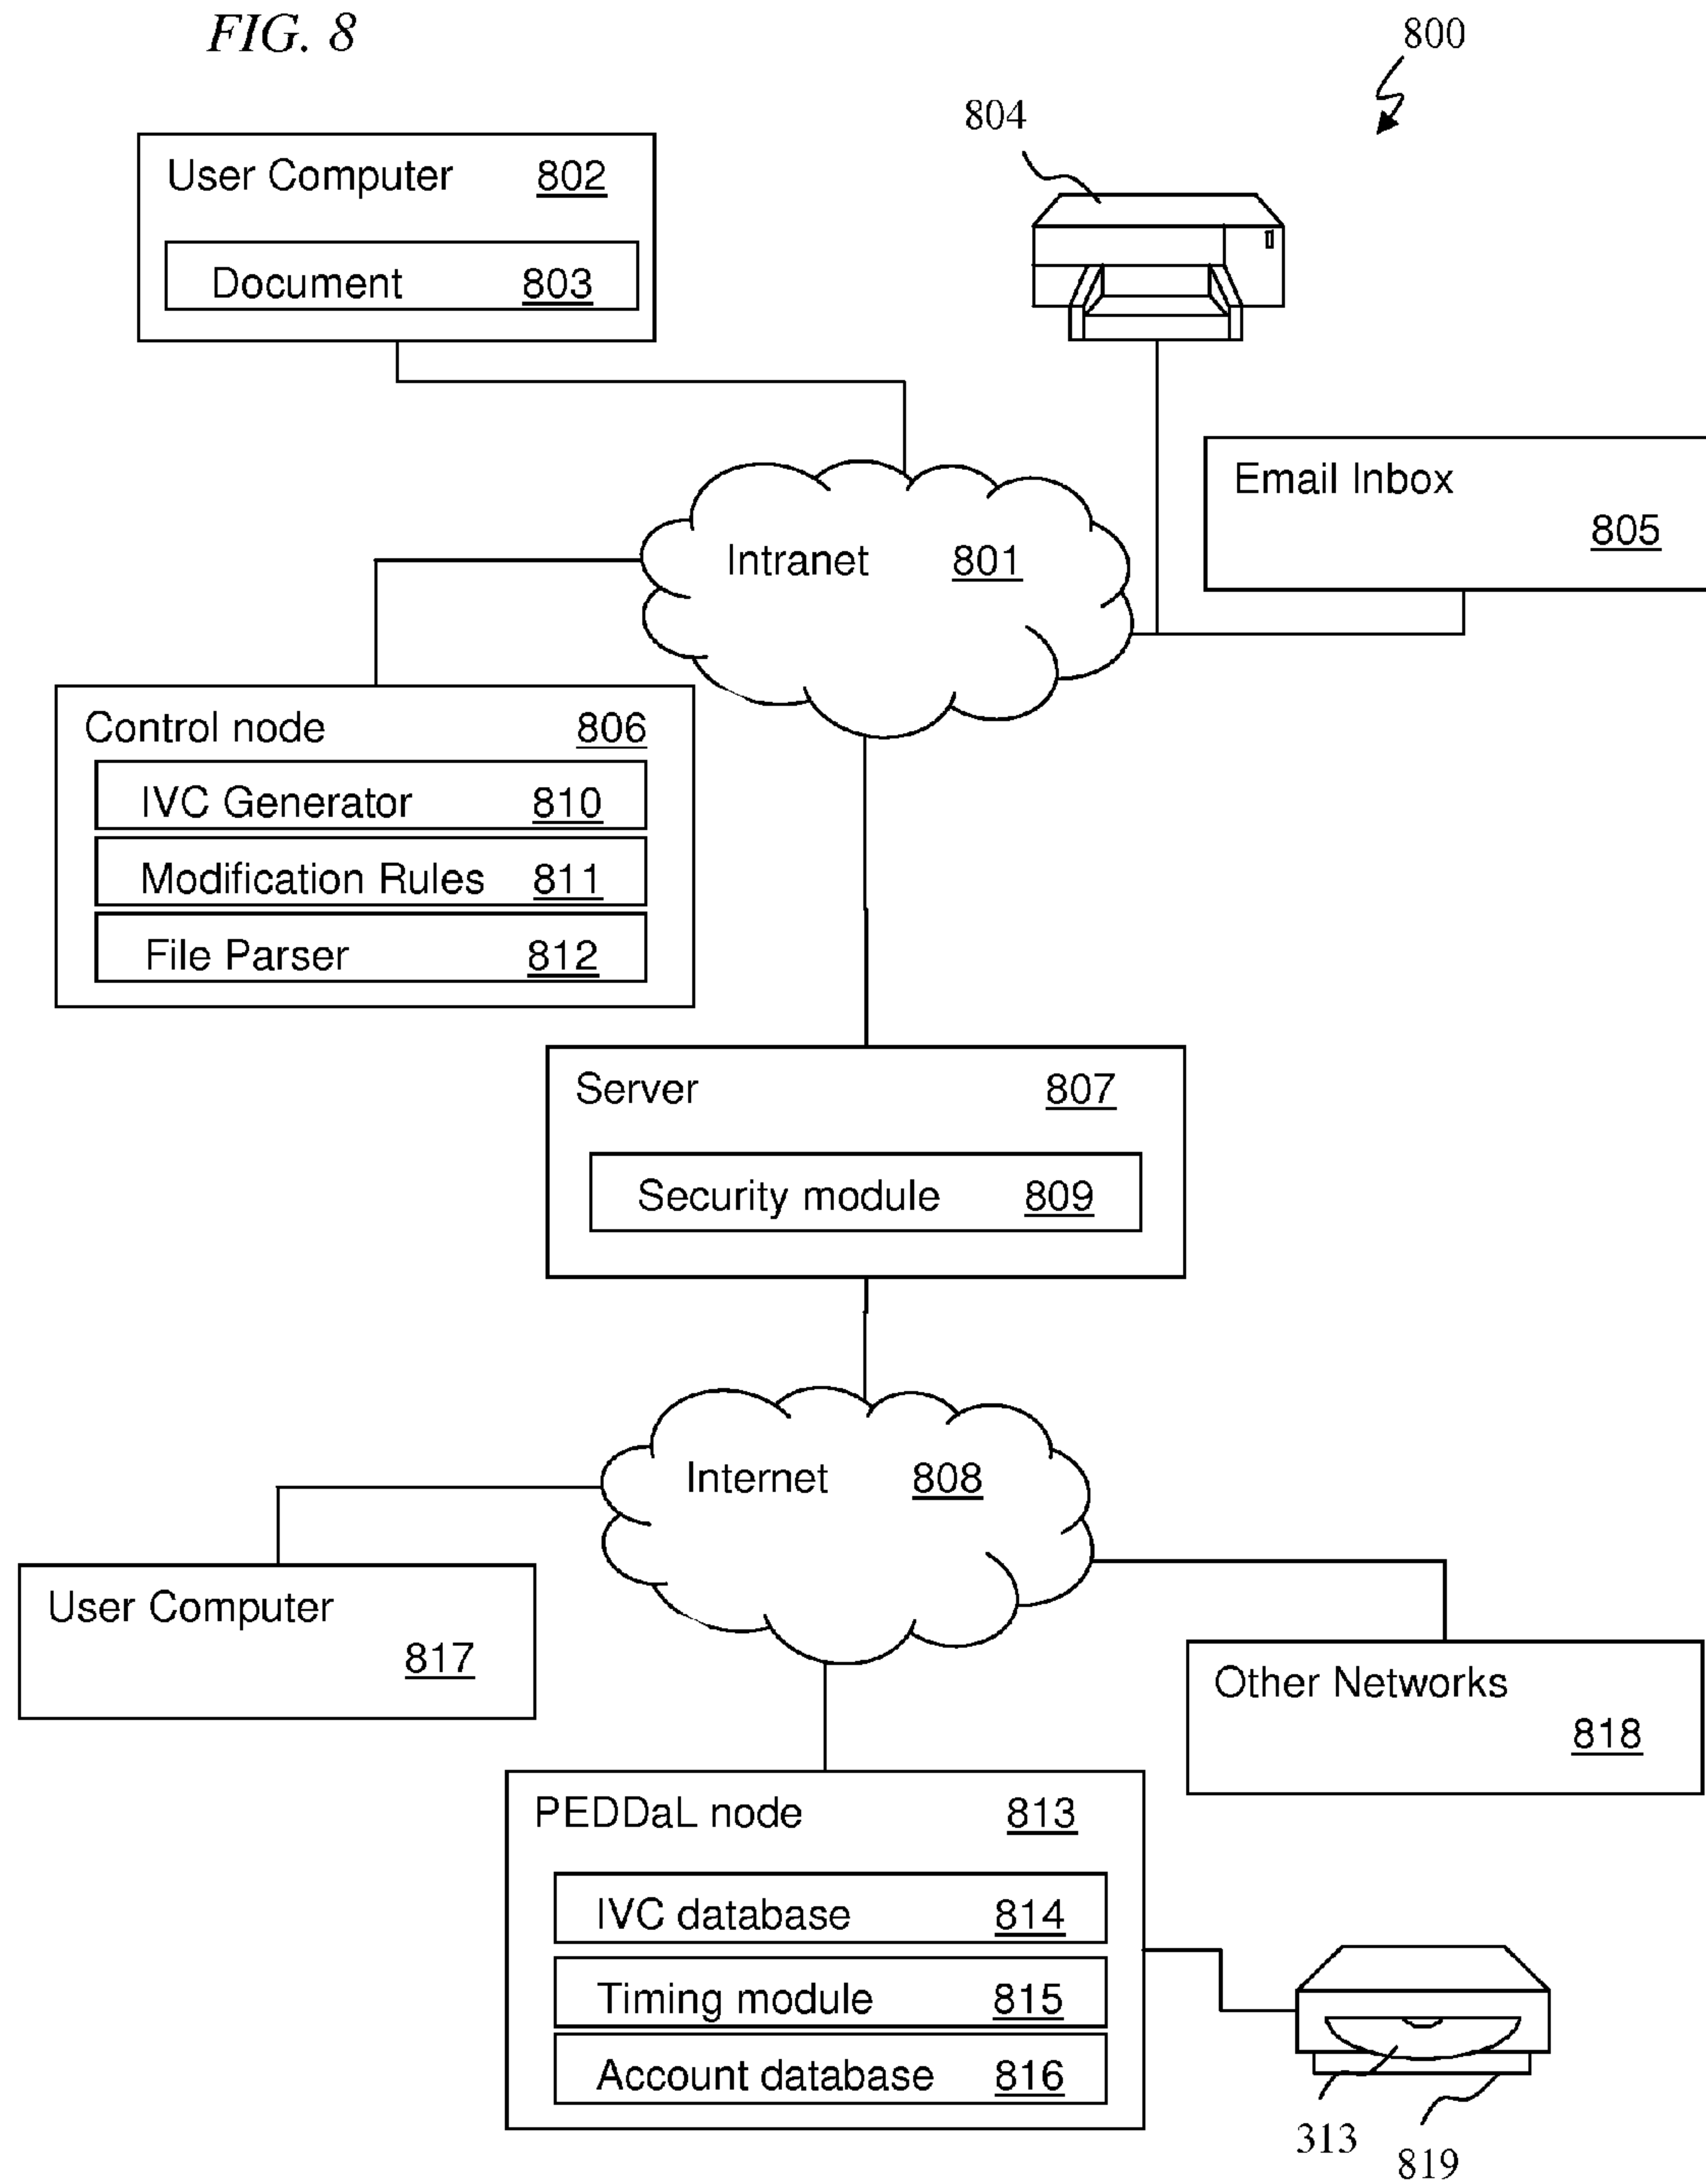 FIG. 8
800
804
User Computer 802
Document 803
Email Inbox
805
Intranet 801
Control node 806
IVC Generator 810
Modification Rules 811
File Parser 812
Server 807
Security module 809
Internet 808
User Computer
817
Other Networks
818
PEDDaL node 813
IVC database 814
Timing module 815
Account database 816
313
819